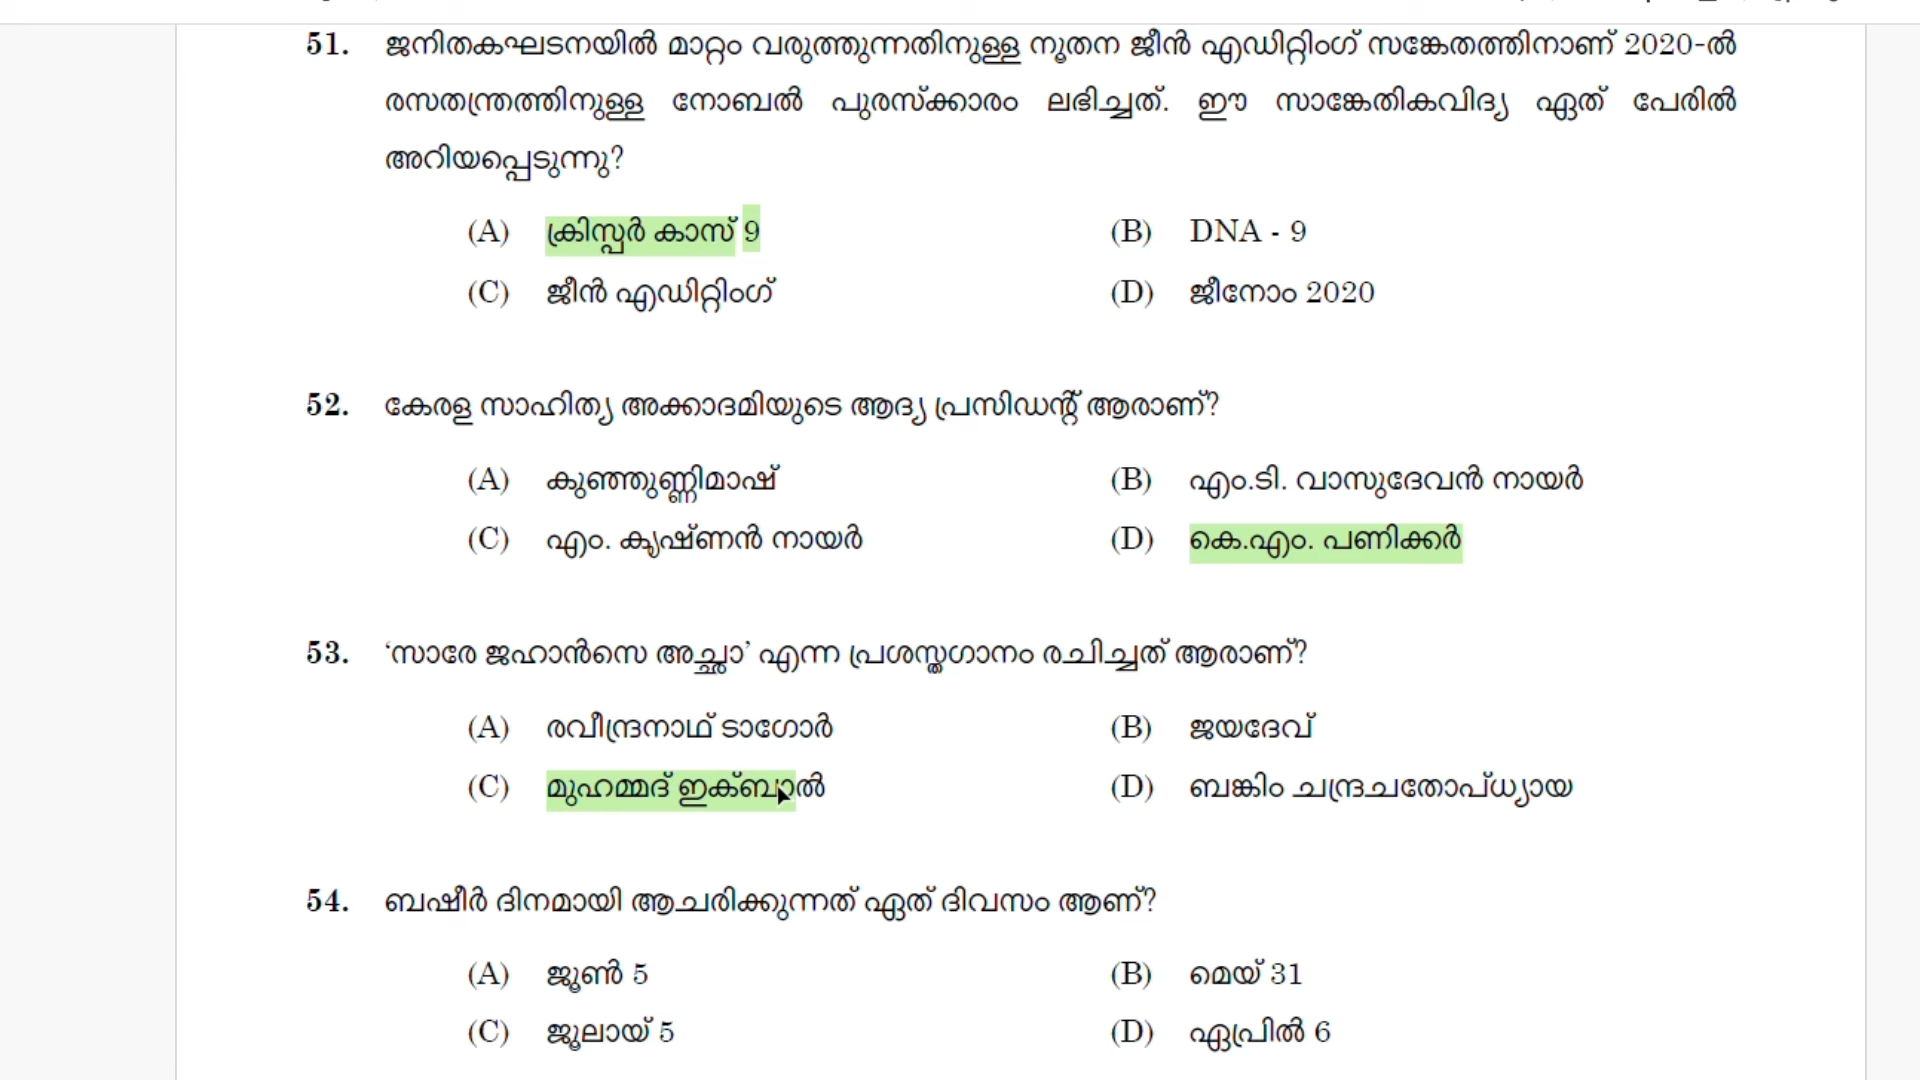 51. ജനിതകഘടനയിൽ മാറ്റം വരുത്തുന്നതിനുള്ള നൂതന ജീൻ എഡിറ്റിംഗ് സങ്കേതത്തിനാണ് 2020-ൽ
രസതന്ത്രത്തിനുള്ള നോബൽ പുരസ്ക്കാരം ലഭിച്ചത്. ഈ സാങ്കേതികവിദ്യ ഏത് പേരിൽ
അറിയപ്പെടുന്നു?
(A) ക്രിസ്പർ കാസ് 9 (B) DNA - 9
(C) ജീൻ എഡിറ്റിംഗ് (D) ജീനോം 2020
52. കേരള സാഹിത്യ അക്കാദമിയുടെ ആദ്യ പ്രസിഡന്റ് ആരാണ്?
(A) കുഞ്ഞുണ്ണിമാഷ് (B) എം.ടി. വാസുദേവൻ നായർ
(C) എം. കൃഷ്ണൻ നായർ (D) കെ.എം. പണിക്കർ
53. ‘സാരേ ജഹാൻസെ അച്ഛാ’ എന്ന പ്രശസ്തഗാനം രചിച്ചത് ആരാണ്?
(A) രവീന്ദ്രനാഥ് ടാഗോർ (B) ജയദേവ്
(C) മുഹമ്മദ് ഇക്ബാൽ (D) ബങ്കിം ചന്ദ്രചതോപ്ധ്യായ
54. ബഷീർ ദിനമായി ആചരിക്കുന്നത് ഏത് ദിവസം ആണ്?
(A) ജൂൺ 5 (B) മെയ് 31
(C) ജൂലായ് 5 (D) ഏപ്രിൽ 6